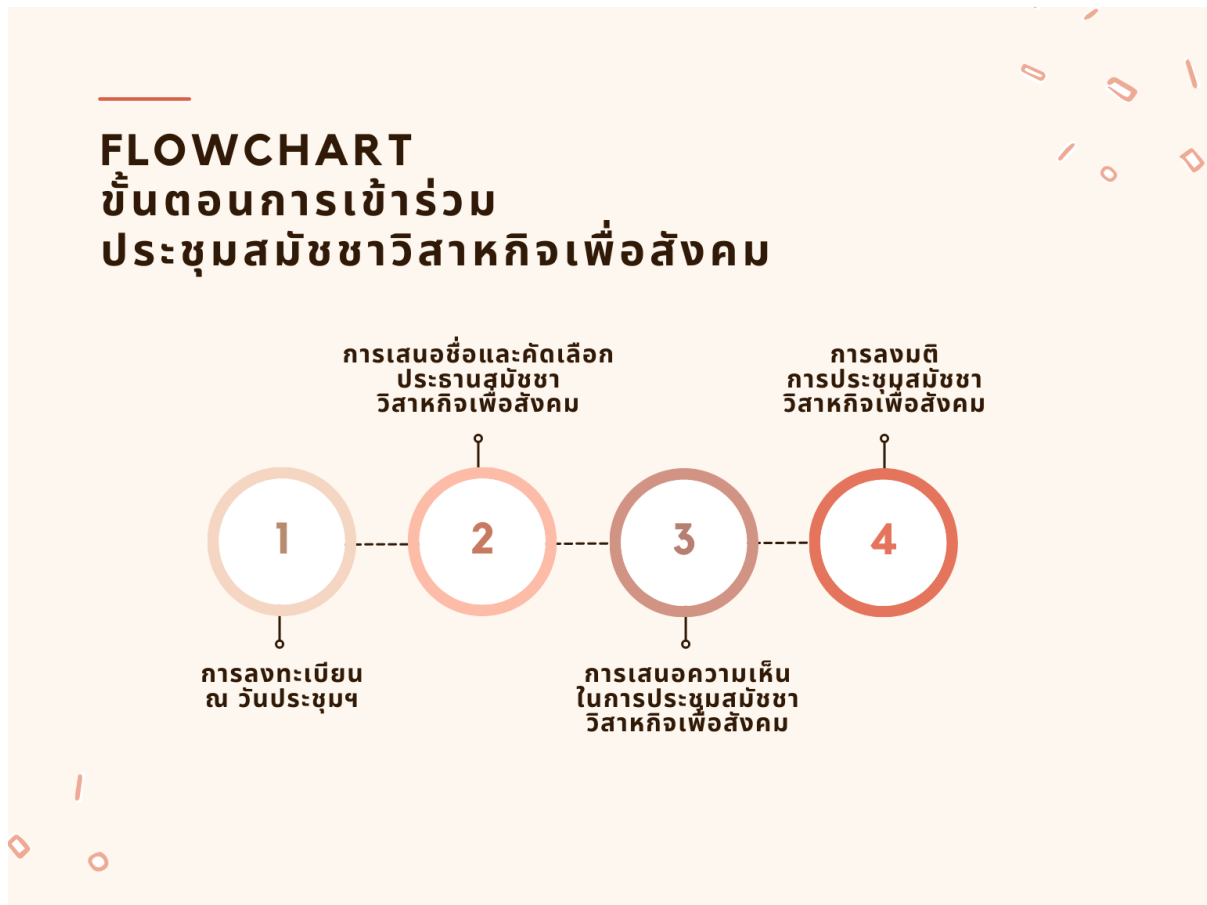 FLOWCHART
ขั้นตอนการเข้าร่วม
ประชุมสมัชชาวิสาหกิจเพื่อสังคม
1
การลงทะเบียน
ณ วันประชุมฯ
2
การเสนอชื่อและคัดเลือก
ประธานสมัชชา
วิสาหกิจเพื่อสังคม
3
การเสนอความเห็น
ในการประชุมสมัชชา
วิสาหกิจเพื่อสังคม
4
การลงมติ
การประชุมสมัชชา
วิสาหกิจเพื่อสังคม